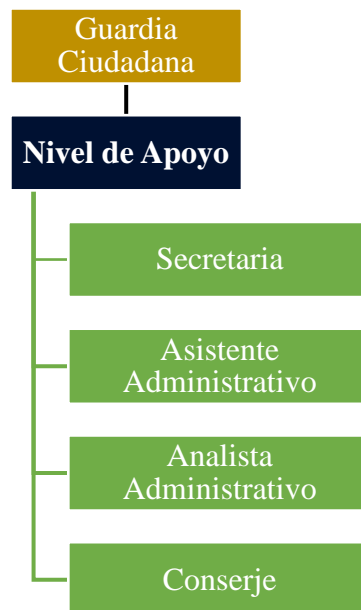 Guardia
Ciudadana
Nivel de Apoyo
Secretaria
Asistente
Administrativo
Analista
Administrativo
Conserje